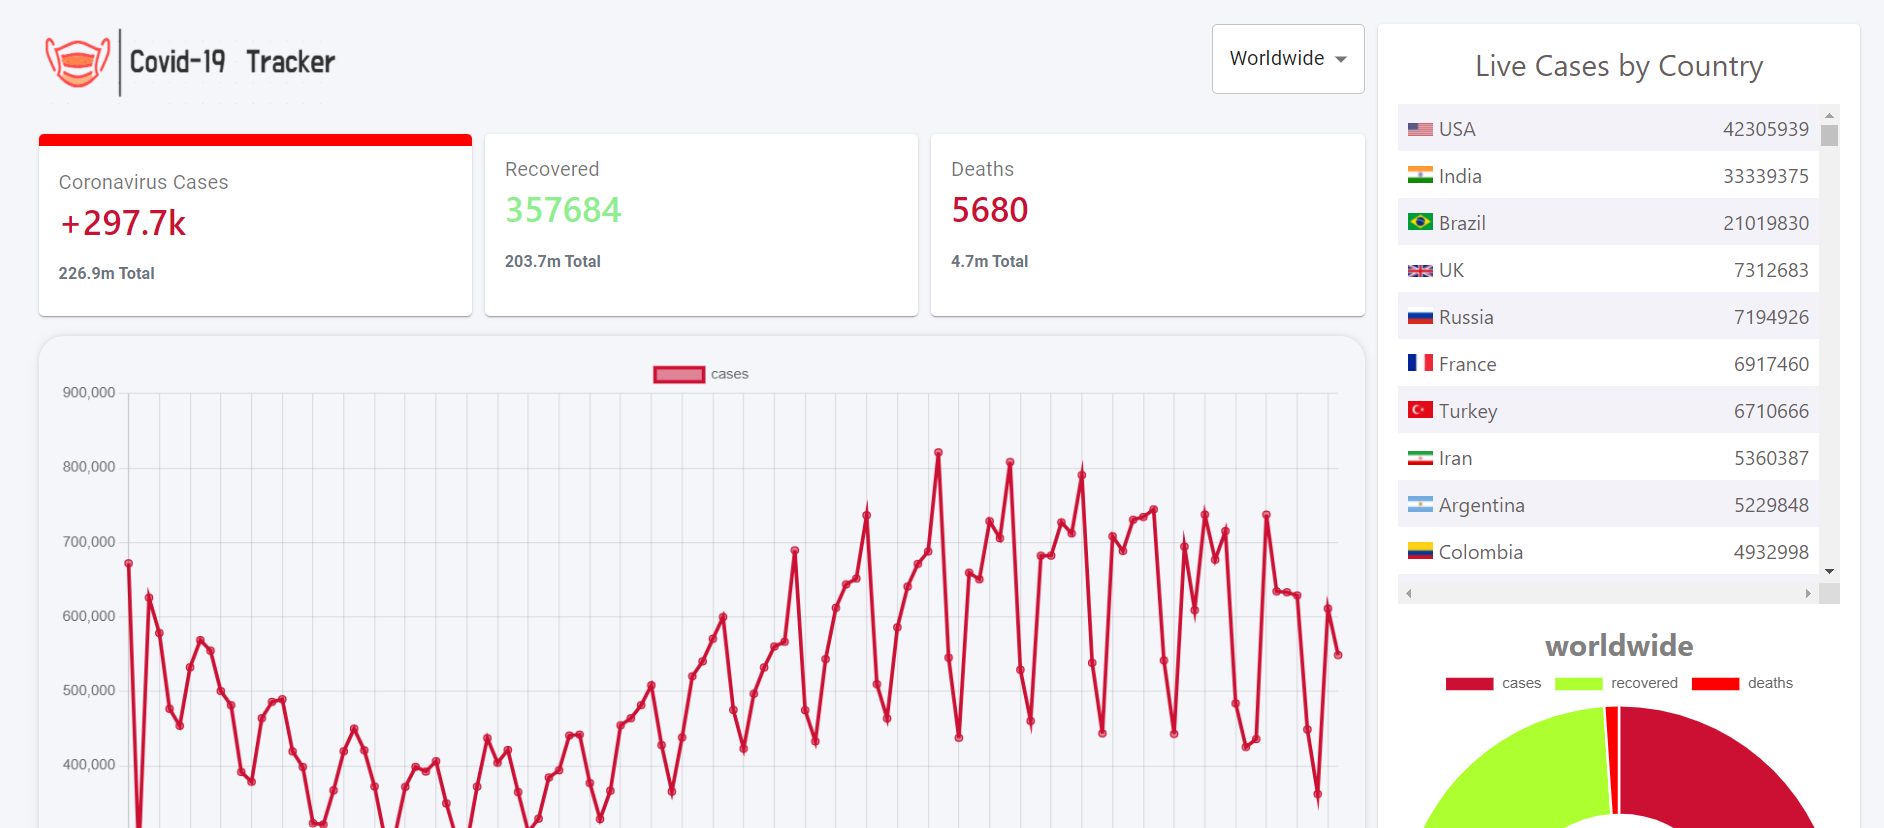 Covid-19 Tracker
Worldwide
Coronavirus Cases
+297.7k
226.9m Total
Recovered
357684
203.7m Total
Deaths
5680
4.7m Total
cases
900,000
800,000
700,000
600,000
500,000
400,000
Live Cases by Country
USA 42305939
India 33339375
Brazil 21019830
UK 7312683
Russia 7194926
France 6917460
Turkey 6710666
Iran 5360387
Argentina 5229848
Colombia 4932998
worldwide
cases recovered deaths